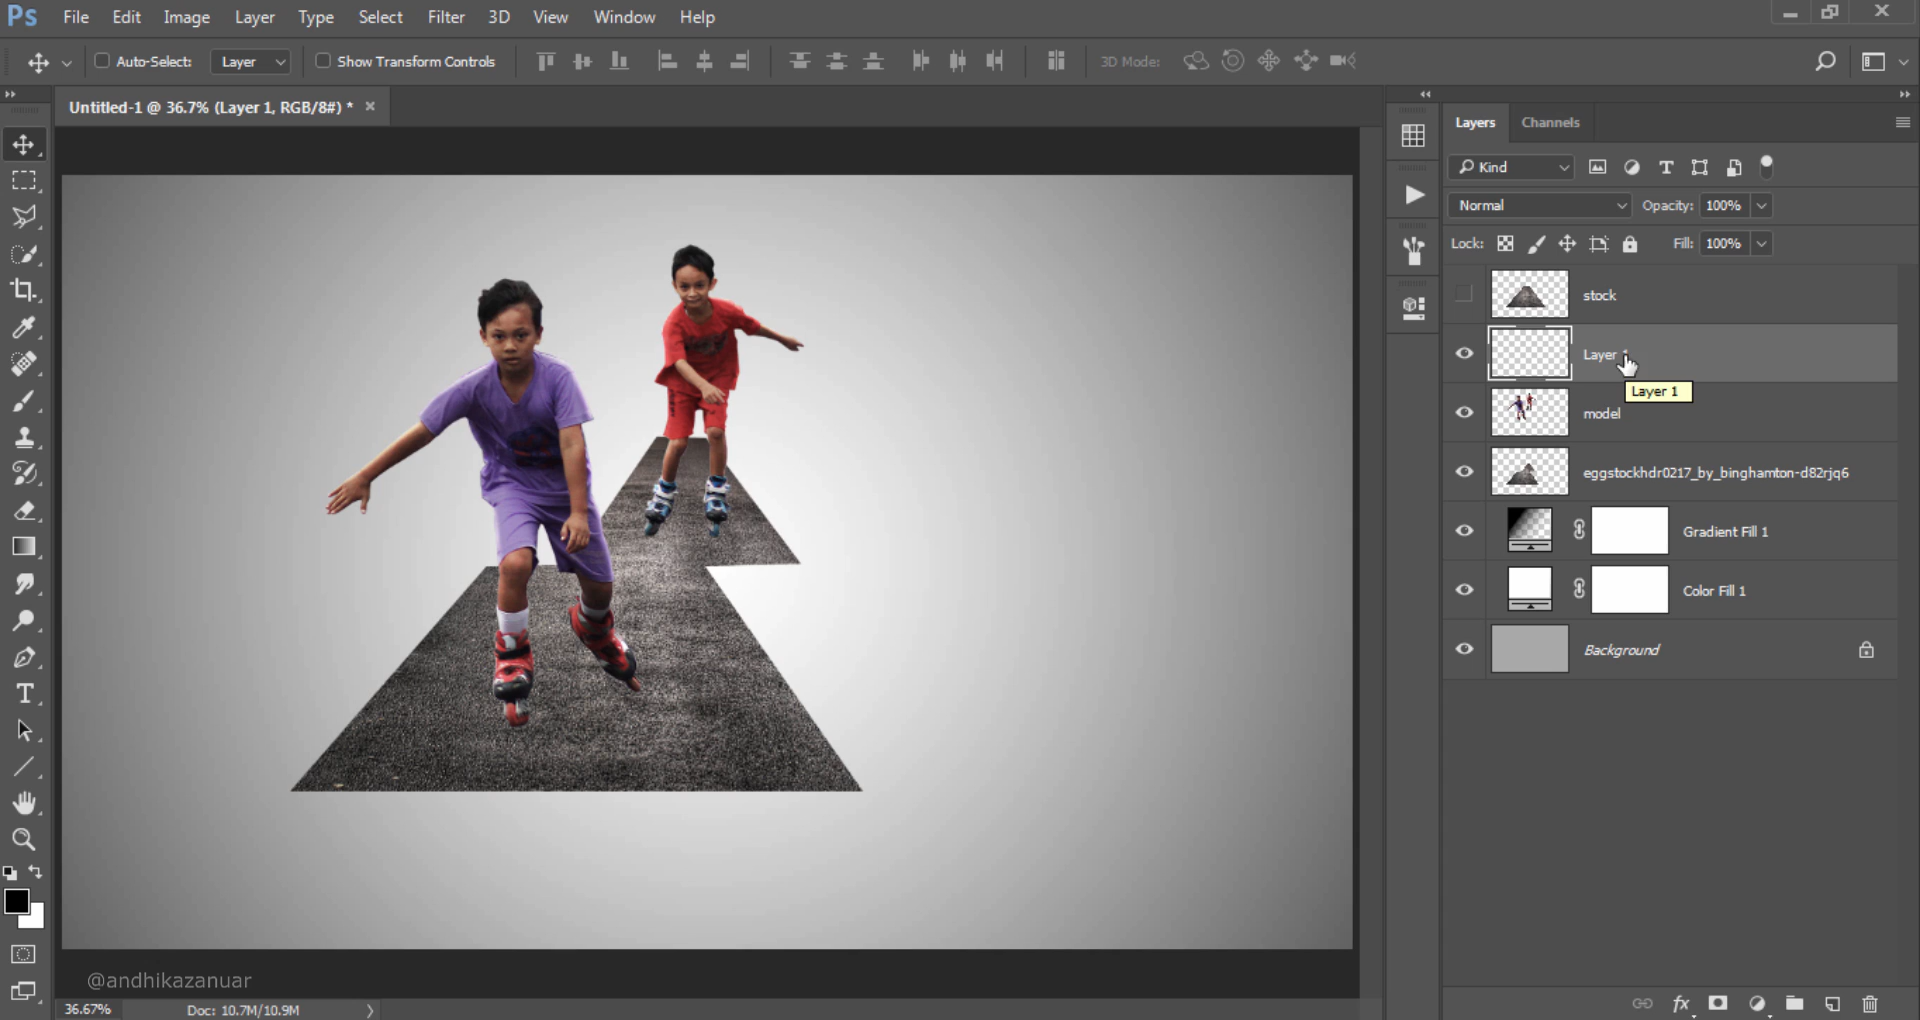 Ps File Edit Image Layer Type Select Filter 3D View Window Help
Auto-Select: Layer Show Transform Controls 3D Mode:
Untitled-1 @ 36.7% (Layer 1, RGB/8#) *
Layers Channels
Kind
Normal Opacity: 100%
Lock: Fill: 100%
stock
Layer
Layer 1
model
eggstockhdr0217_by_binghamton-d82rjq6
Gradient Fill 1
Color Fill 1
Background
@andhikazanuar
36.67% Doc: 10.7M/10.9M
fx